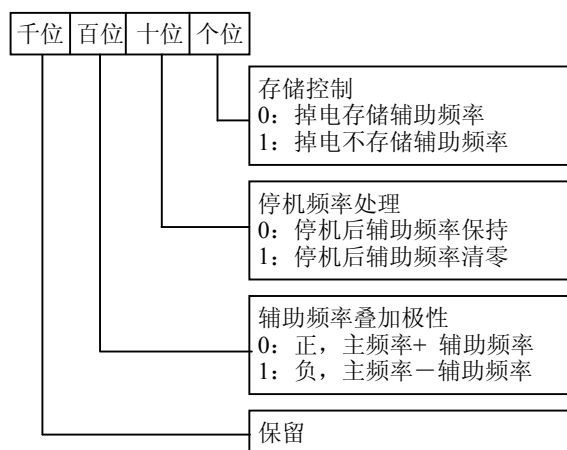 千位 百位 十位 个位
存储控制
0：掉电存储辅助频率
1：掉电不存储辅助频率
停机频率处理
0：停机后辅助频率保持
1：停机后辅助频率清零
辅助频率叠加极性
0：正，主频率+ 辅助频率
1：负，主频率－辅助频率
保留